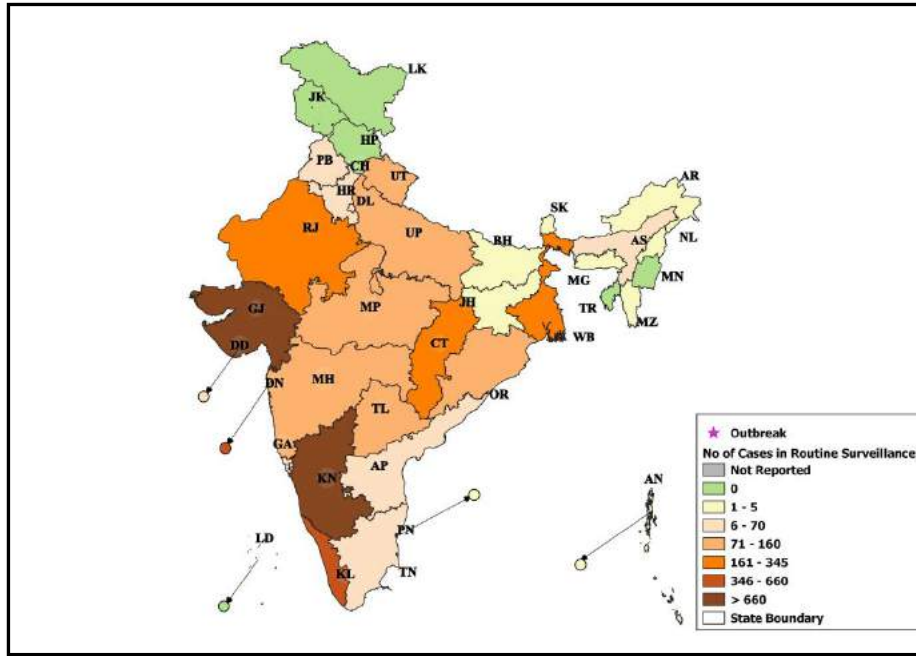 LK
JK
HP
PB
CH
UT
HR
DL
AR
SK
RJ
UP
BH
AS
NL
MG
MN
GJ
MP
JH
TR
MZ
DD
CT
WB
DN
MH
OR
TL
GA
AP
KN
AN
PN
LD
KL
TN
Outbreak
No of Cases in Routine Surveillance
Not Reported
0
1 - 5
6 - 70
71 - 160
161 - 345
346 - 660
> 660
State Boundary